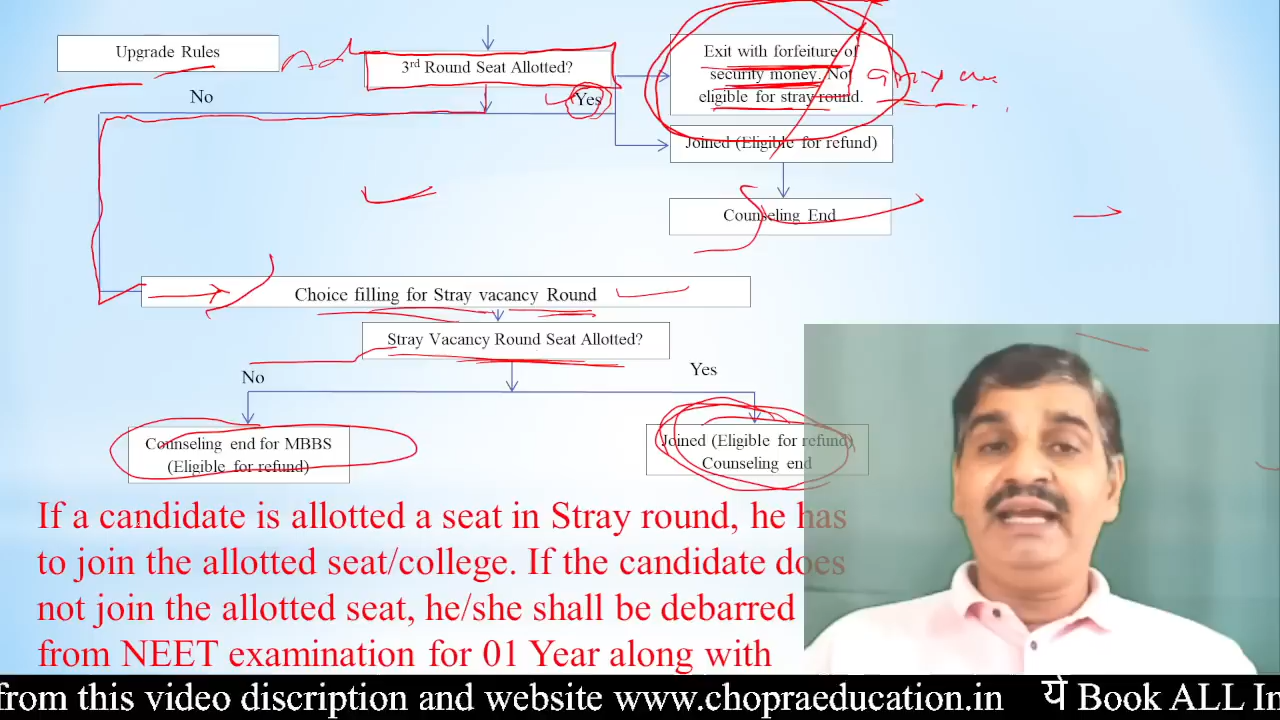 Upgrade Rules
3rd Round Seat Allotted?
Exit with forfeiture of
security money. Not
eligible for stray round.
No
Yes
Joined (Eligible for refund)
Counseling End
Choice filling for Stray vacancy Round
Stray Vacancy Round Seat Allotted?
No
Yes
Counseling end for MBBS
(Eligible for refund)
Joined (Eligible for refund)
Counseling end
If a candidate is allotted a seat in Stray round, he has
to join the allotted seat/college. If the candidate does
not join the allotted seat, he/she shall be debarred
from NEET examination for 01 Year along with
from this video discription and website www.chopraeducation.in ये Book ALL In